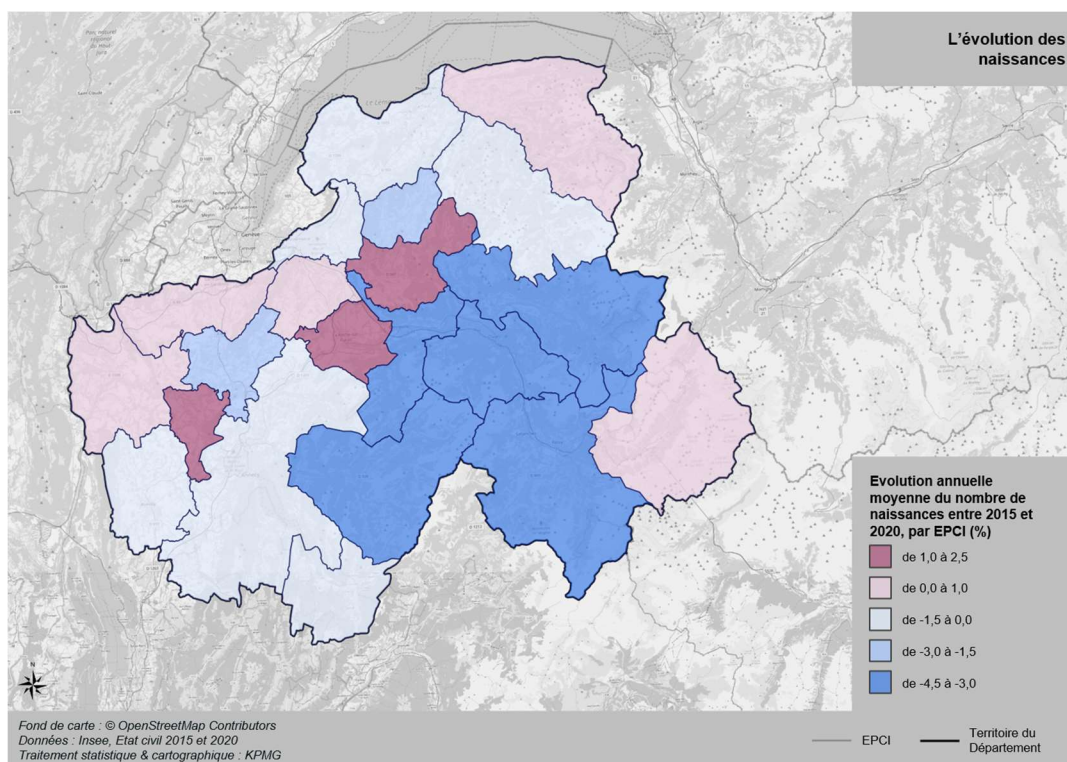 L'évolution des
naissances
Evolution annuelle
moyenne du nombre de
naissances entre 2015 et
2020, par EPCI (%)
de 1,0 à 2,5
de 0,0 à 1,0
de -1,5 à 0,0
de -3,0 à -1,5
de -4,5 à -3,0
N
Fond de carte : © OpenStreetMap Contributors
Données : Insee, Etat civil 2015 et 2020
Traitement statistique & cartographique : KPMG
EPCI
Territoire du
Département